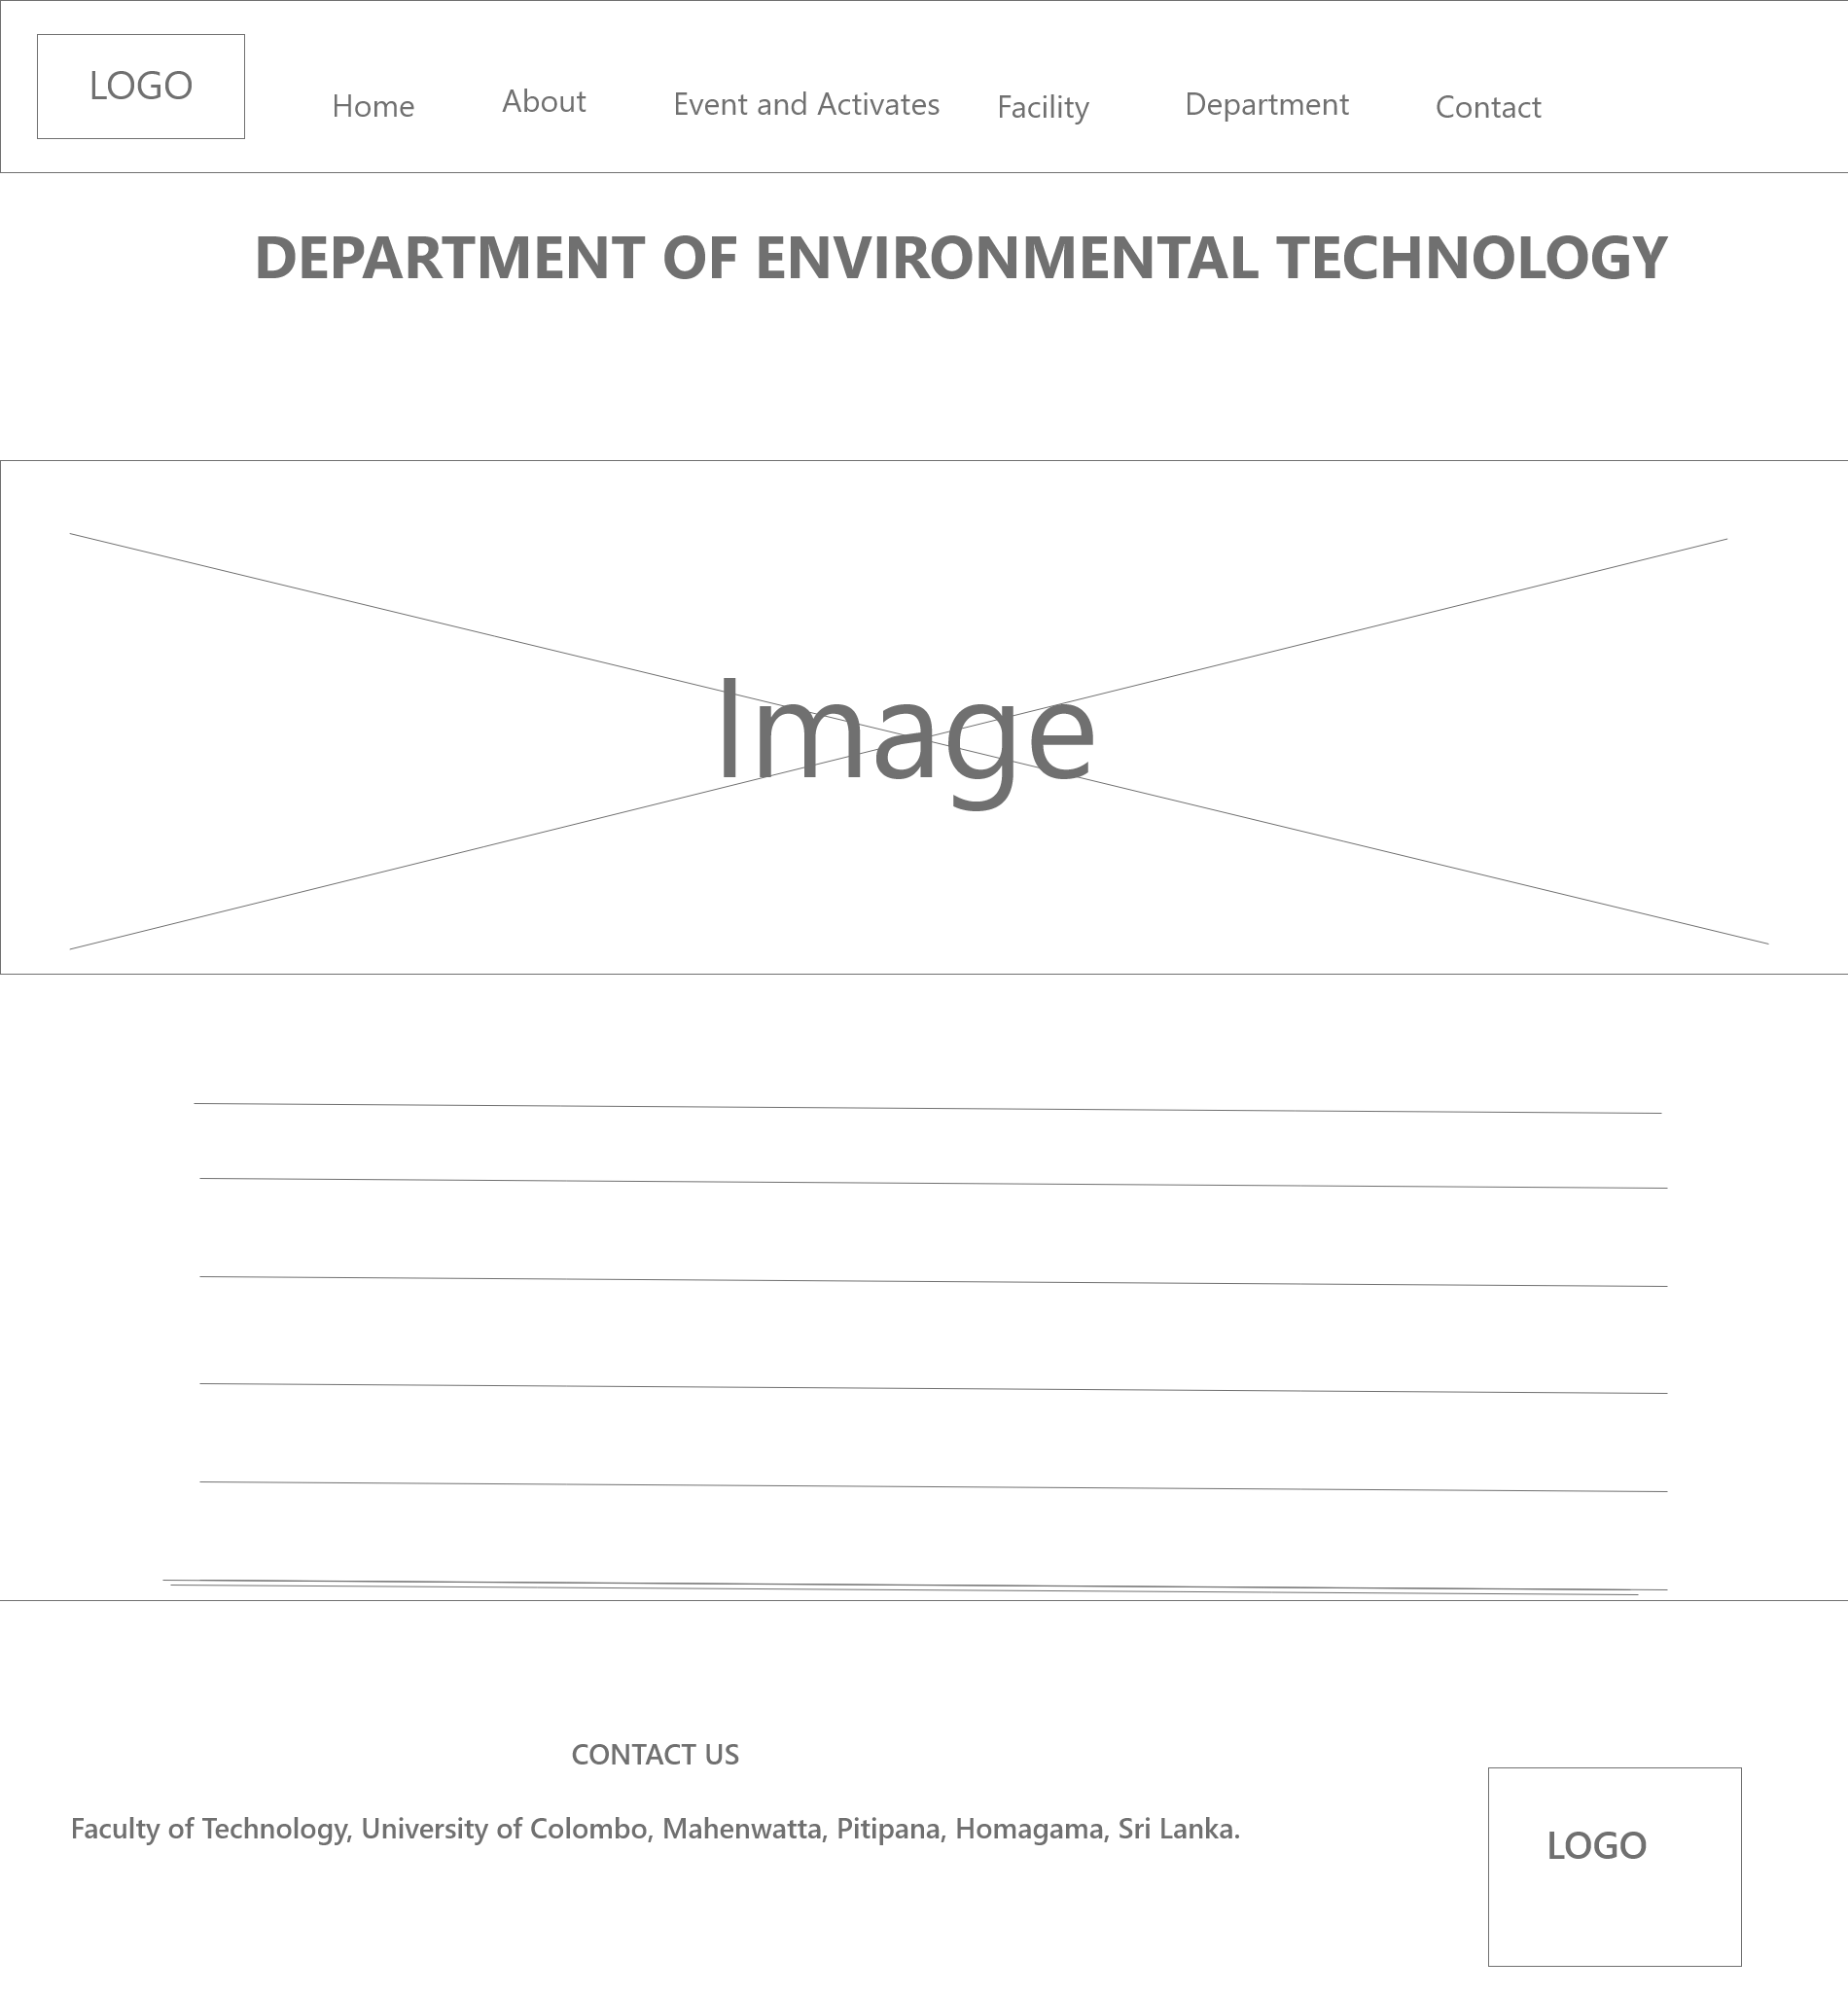 LOGO
Home About Event and Activates Facility Department Contact
DEPARTMENT OF ENVIRONMENTAL TECHNOLOGY
Image
CONTACT US
Faculty of Technology, University of Colombo, Mahenwatta, Pitipana, Homagama, Sri Lanka.
LOGO